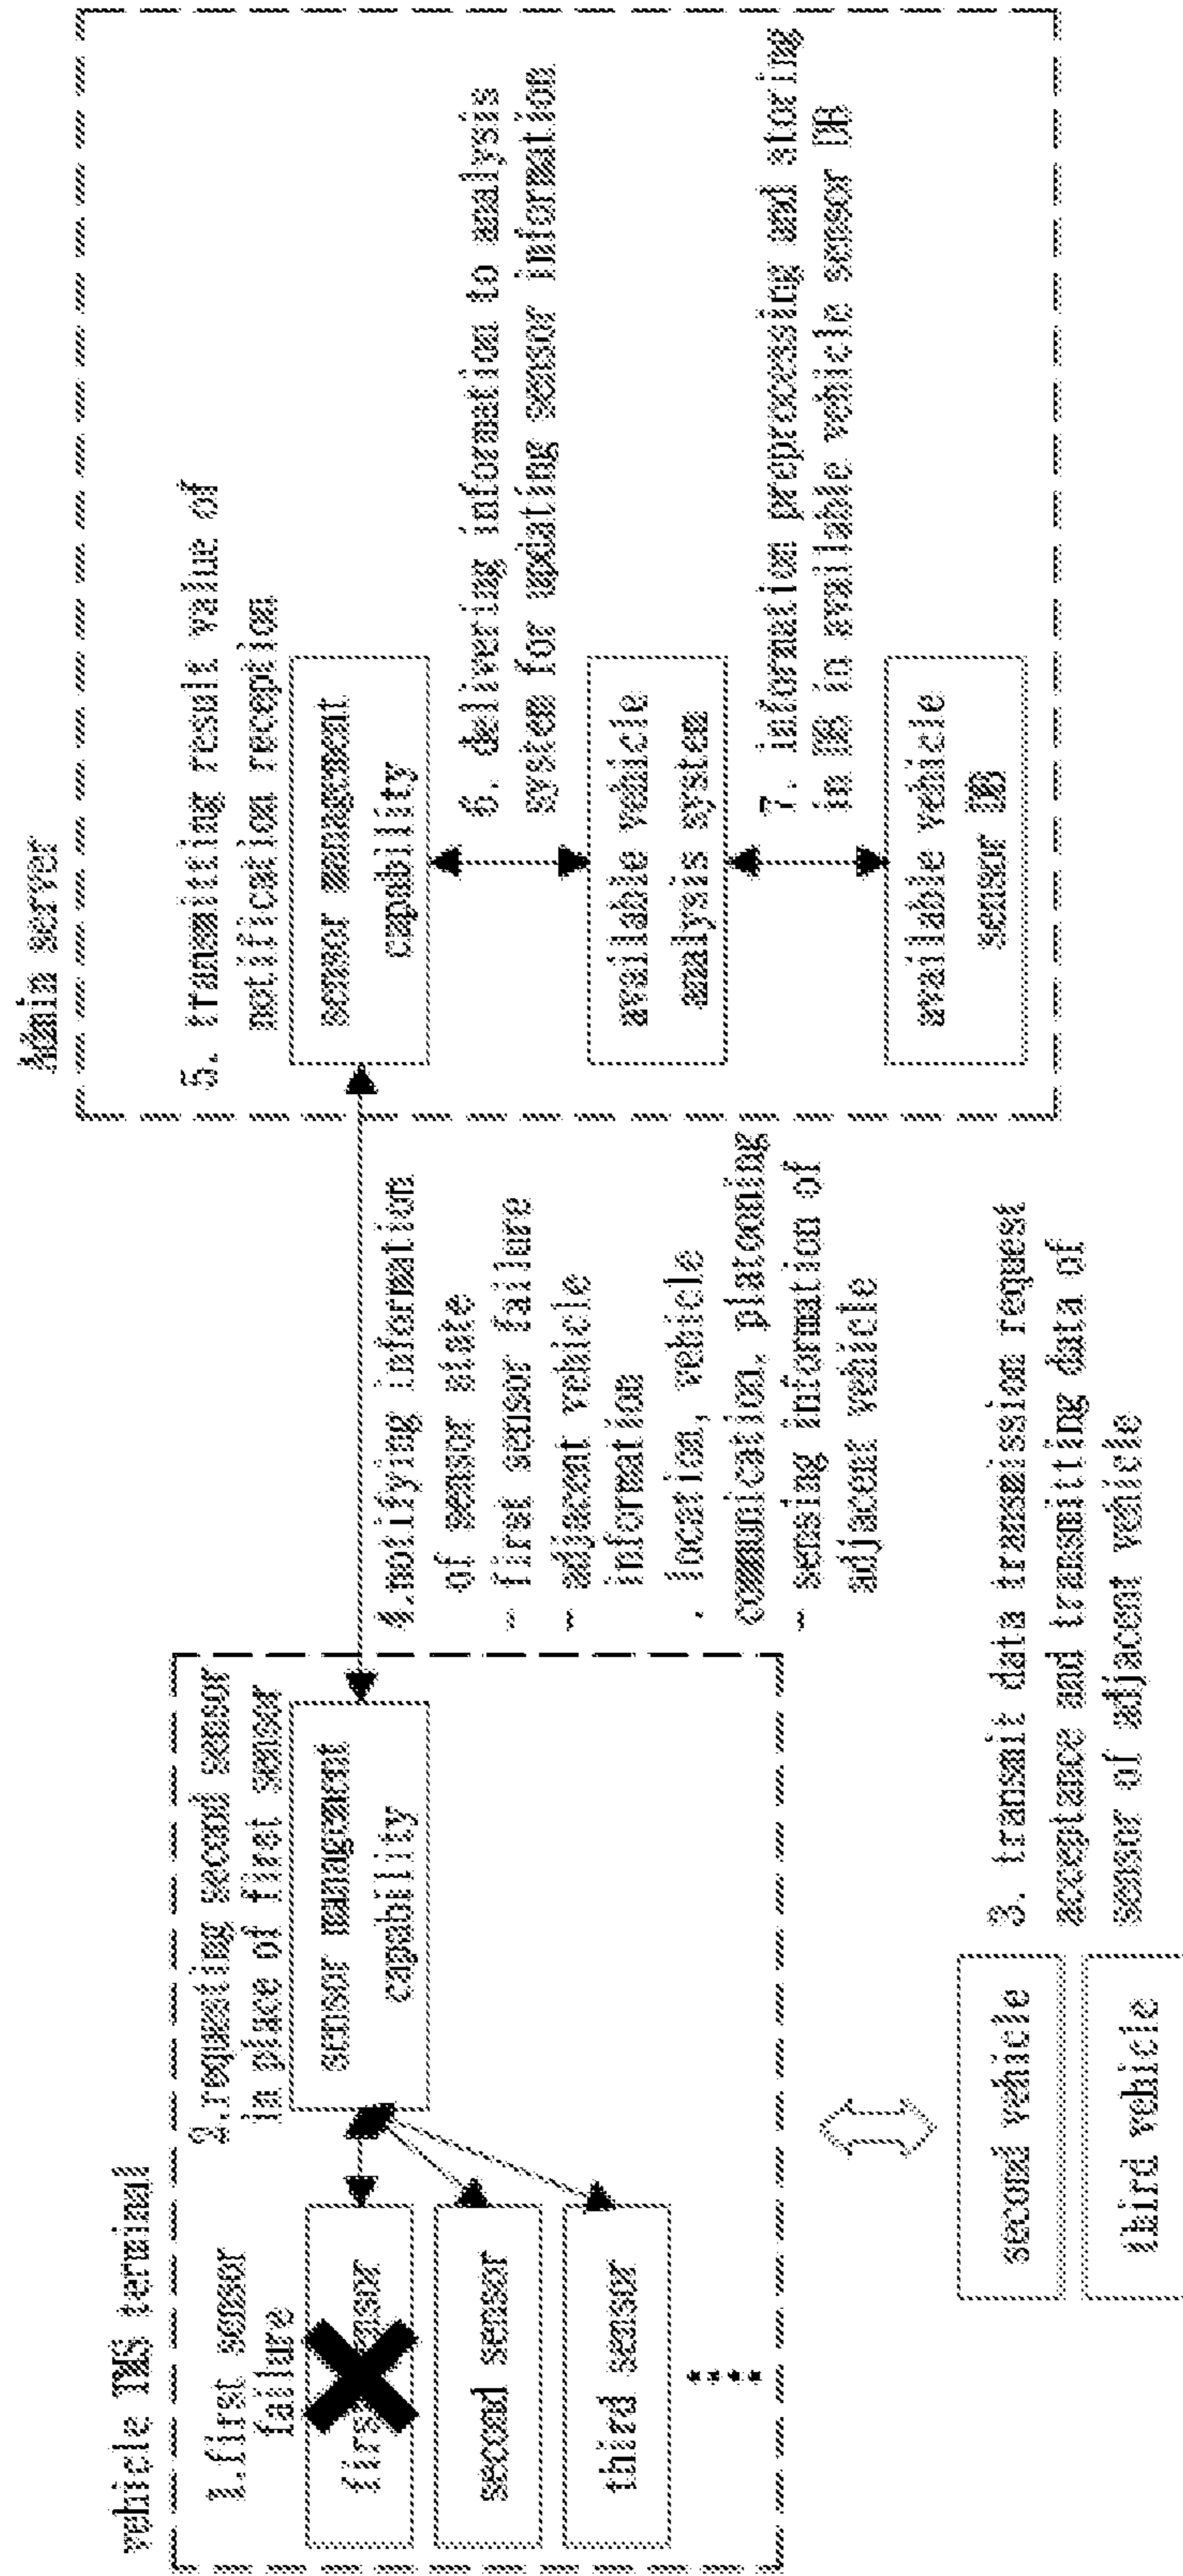 vehicle TMS terminal
1.first sensor
failure
first sensor
second sensor
third sensor
2.requesting second sensor
in place of first sensor
sensor management
capability
second vehicle
third vehicle
3. transmit data transmission request
acceptance and transmitting data of
sensor of adjacent vehicle
4.notifying information
of sensor state
- first sensor failure
- adjacent vehicle
information
. location, vehicle
communication, platooning
- sensing information of
adjacent vehicle
Admin server
5. transmitting result value of
notification reception
sensor management
capability
6. delivering information to analysis
system for updating sensor information
available vehicle
analysis system
7. information preprocessing and storing
in DB in available vehicle sensor DB
available vehicle
sensor DB